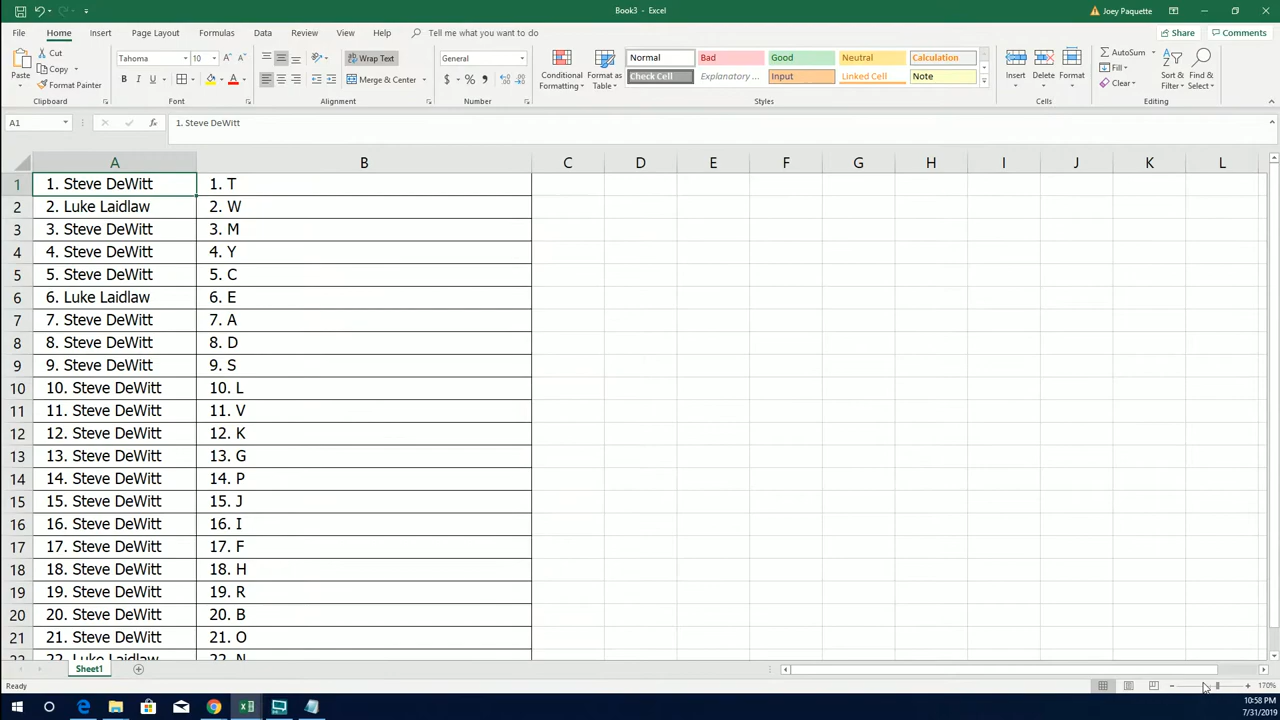 Book3 - Excel
Joey Paquette
File Home Insert Page Layout Formulas Data Review View Help Tell me what you want to do Share Comments
Paste Cut Copy Format Painter Clipboard
Tahoma 10 B I U A Font
Wrap Text Merge & Center Alignment
General $ % , Number
Conditional Formatting Format as Table
Normal Bad Good Neutral Calculation
Check Cell Explanatory ... Input Linked Cell Note
Styles
Insert Delete Format Cells
AutoSum Fill Clear Sort & Filter Find & Select Editing
A1 fx 1. Steve DeWitt
A B C D E F G H I J K L
1 1. Steve DeWitt 1. T
2 2. Luke Laidlaw 2. W
3 3. Steve DeWitt 3. M
4 4. Steve DeWitt 4. Y
5 5. Steve DeWitt 5. C
6 6. Luke Laidlaw 6. E
7 7. Steve DeWitt 7. A
8 8. Steve DeWitt 8. D
9 9. Steve DeWitt 9. S
10 10. Steve DeWitt 10. L
11 11. Steve DeWitt 11. V
12 12. Steve DeWitt 12. K
13 13. Steve DeWitt 13. G
14 14. Steve DeWitt 14. P
15 15. Steve DeWitt 15. J
16 16. Steve DeWitt 16. I
17 17. Steve DeWitt 17. F
18 18. Steve DeWitt 18. H
19 19. Steve DeWitt 19. R
20 20. Steve DeWitt 20. B
21 21. Steve DeWitt 21. O
22 22. Luke Laidlaw 22. N
Sheet1
Ready 170%
10:58 PM
7/31/2019